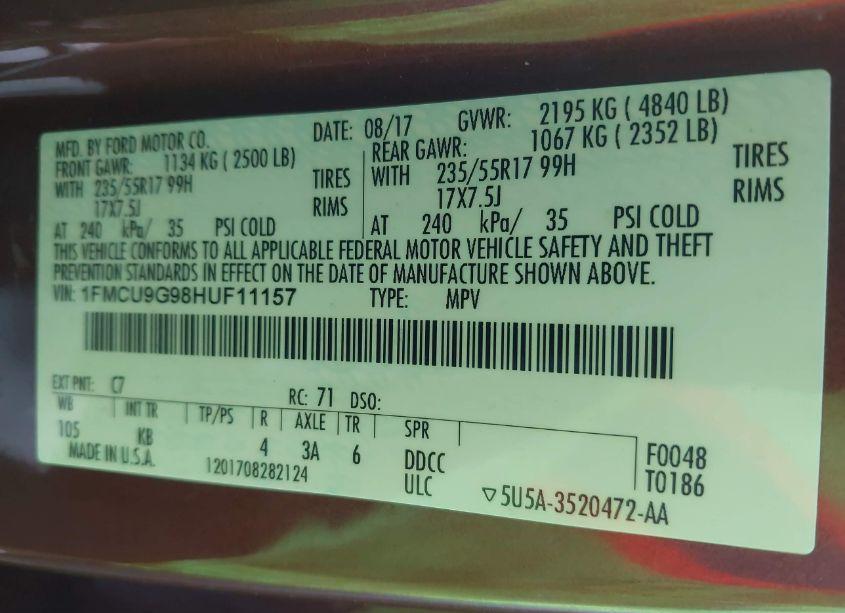 MFD. BY FORD MOTOR CO. DATE: 08/17 GVWR: 2195 KG ( 4840 LB)
FRONT GAWR: 1134 KG ( 2500 LB) REAR GAWR: 1067 KG ( 2352 LB)
WITH 235/55R17 99H TIRES WITH 235/55R17 99H TIRES
17X7.5J RIMS 17X7.5J RIMS
AT 240 kPa/ 35 PSI COLD AT 240 kPa/ 35 PSI COLD
THIS VEHICLE CONFORMS TO ALL APPLICABLE FEDERAL MOTOR VEHICLE SAFETY AND THEFT
PREVENTION STANDARDS IN EFFECT ON THE DATE OF MANUFACTURE SHOWN ABOVE.
VIN: 1FMCU9G98HUF11157 TYPE: MPV
EXT PNT: C7 RC: 71 DSO:
WB INT TR TP/PS R AXLE TR SPR
105 KB 4 3A 6 DDCC F0048
MADE IN U.S.A. 1201708282124 ULC T0186
▽5U5A-3520472-AA